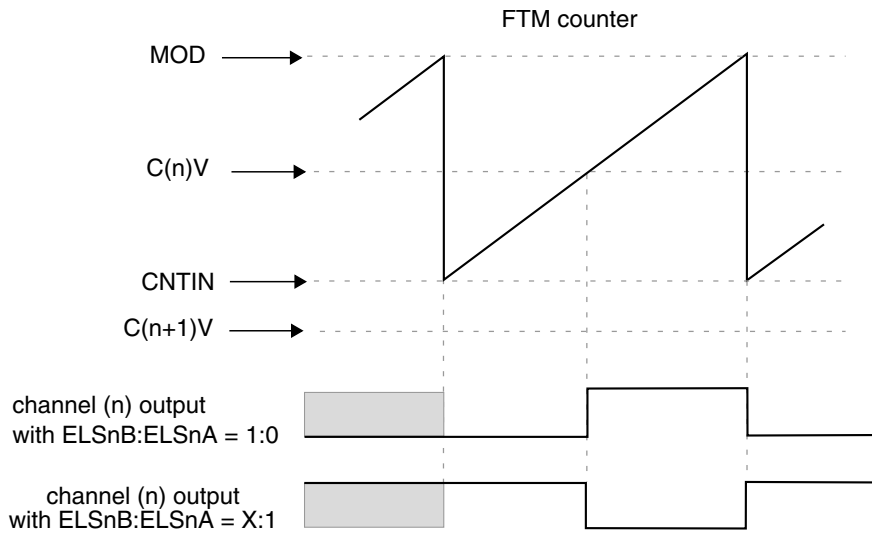 FTM counter
MOD
C(n)V
CNTIN
C(n+1)V
channel (n) output
with ELSnB:ELSnA = 1:0
channel (n) output
with ELSnB:ELSnA = X:1